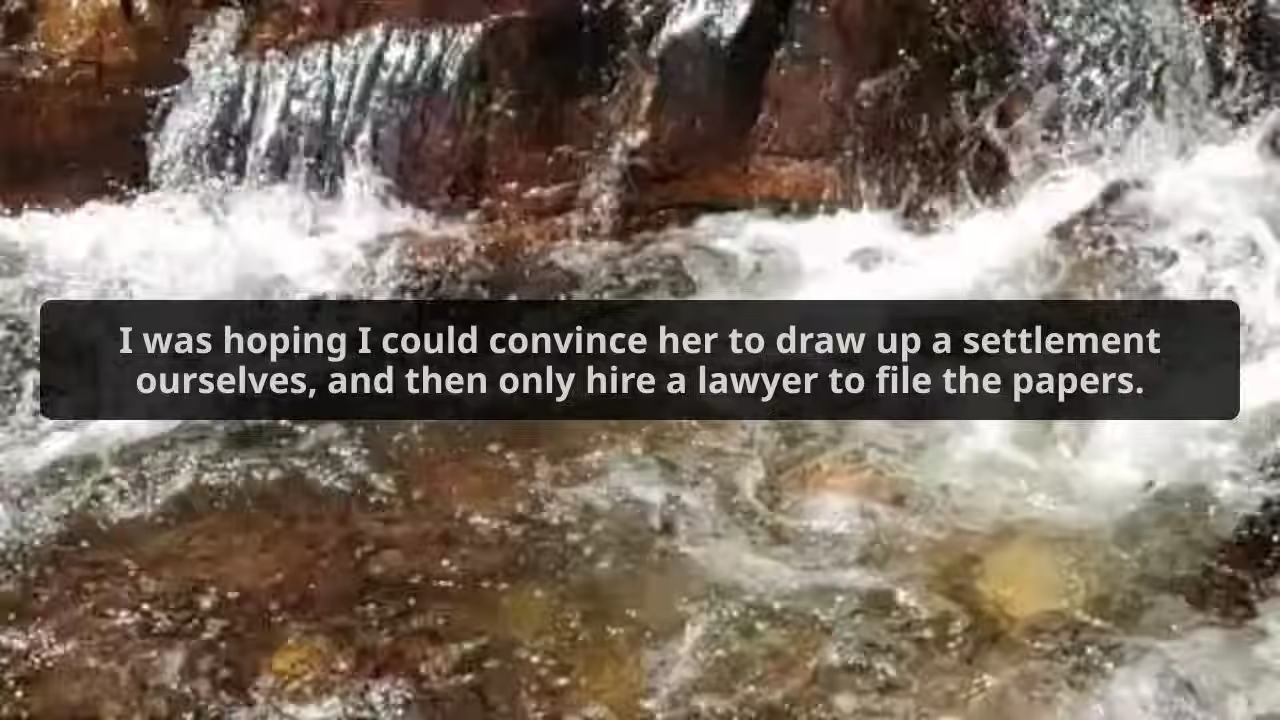 I was hoping I could convince her to draw up a settlement
ourselves, and then only hire a lawyer to file the papers.